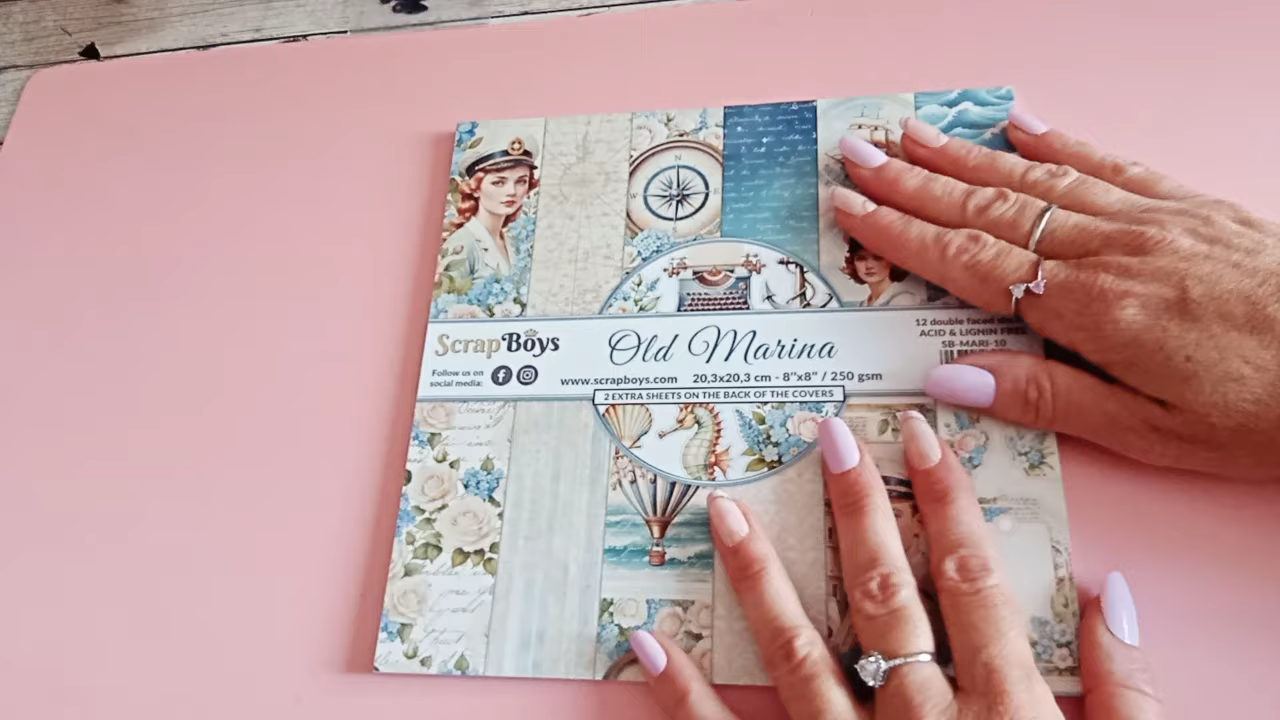 N
W
E
12 double faced
ACID & LIGNIN FREE
SB-MARI-10
ScrapBoys
Old Marina
Follow us on
social media:
www.scrapboys.com 20,3x20,3 cm - 8"x8" / 250 gsm
2 EXTRA SHEETS ON THE BACK OF THE COVERS